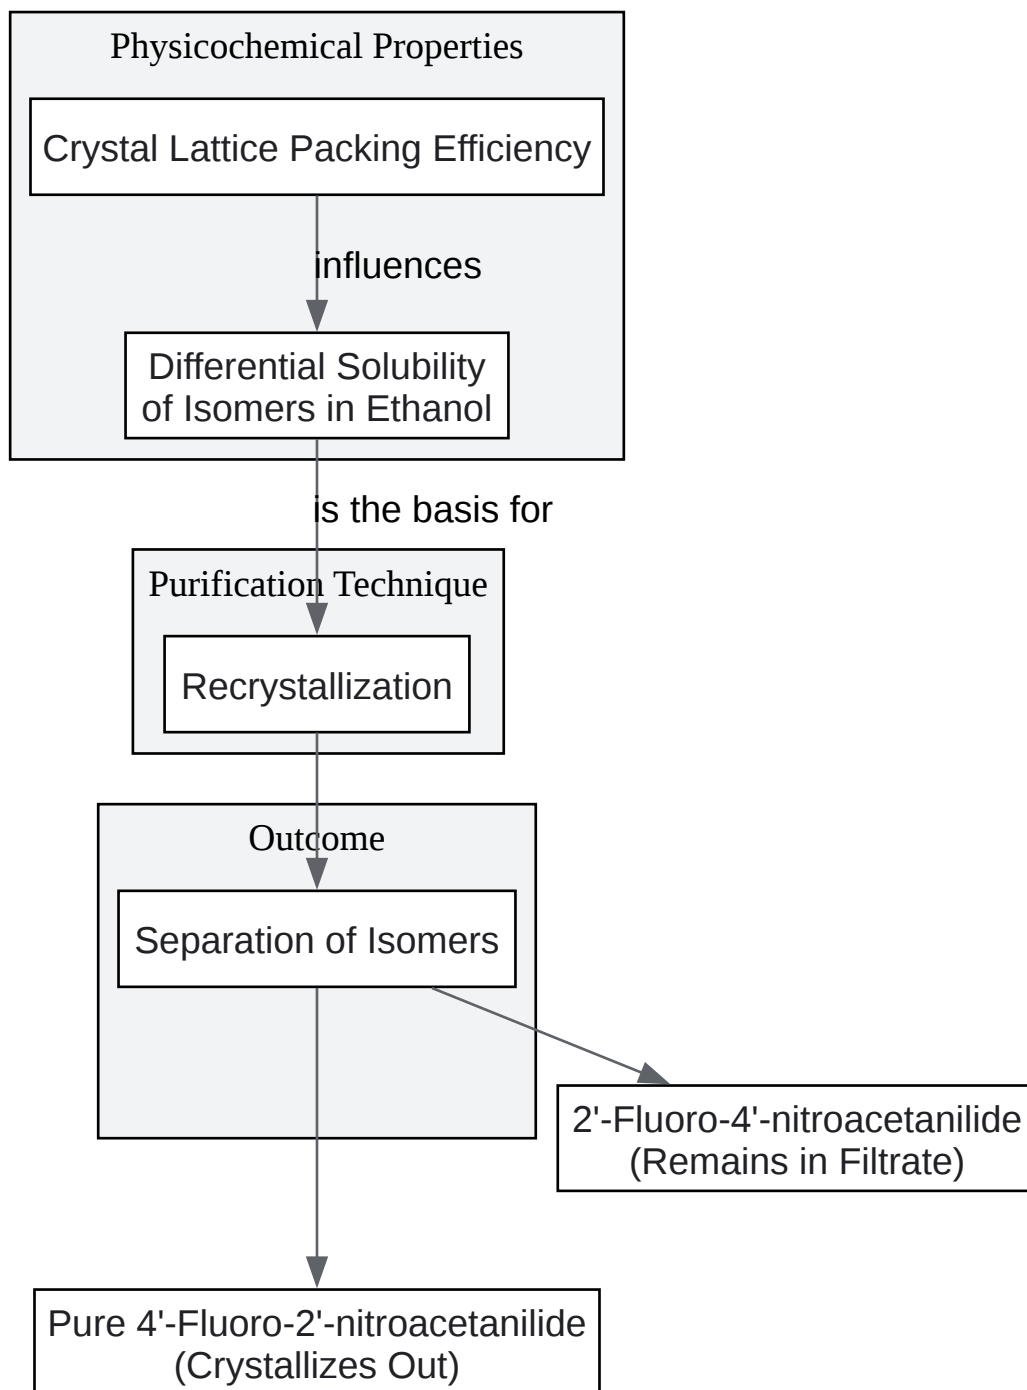 Physicochemical Properties
Crystal Lattice Packing Efficiency
influences
Differential Solubility
of Isomers in Ethanol
is the basis for
Purification Technique
Recrystallization
Outcome
Separation of Isomers
2'-Fluoro-4'-nitroacetanilide
(Remains in Filtrate)
Pure 4'-Fluoro-2'-nitroacetanilide
(Crystallizes Out)